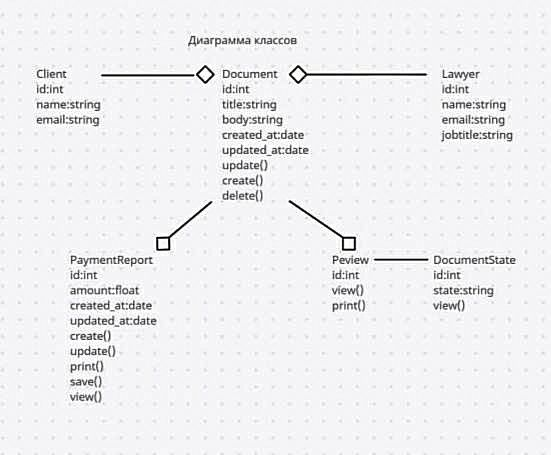 Диаграмма классов
Client
id:int
name:string
email:string
Document
id:int
title:string
body:string
created_at:date
updated_at:date
update()
create()
delete()
Lawyer
id:int
name:string
email:string
jobtitle:string
PaymentReport
id:int
amount:float
created_at:date
updated_at:date
create()
update()
print()
save()
view()
Peview
id:int
view()
print()
DocumentState
id:int
state:string
view()